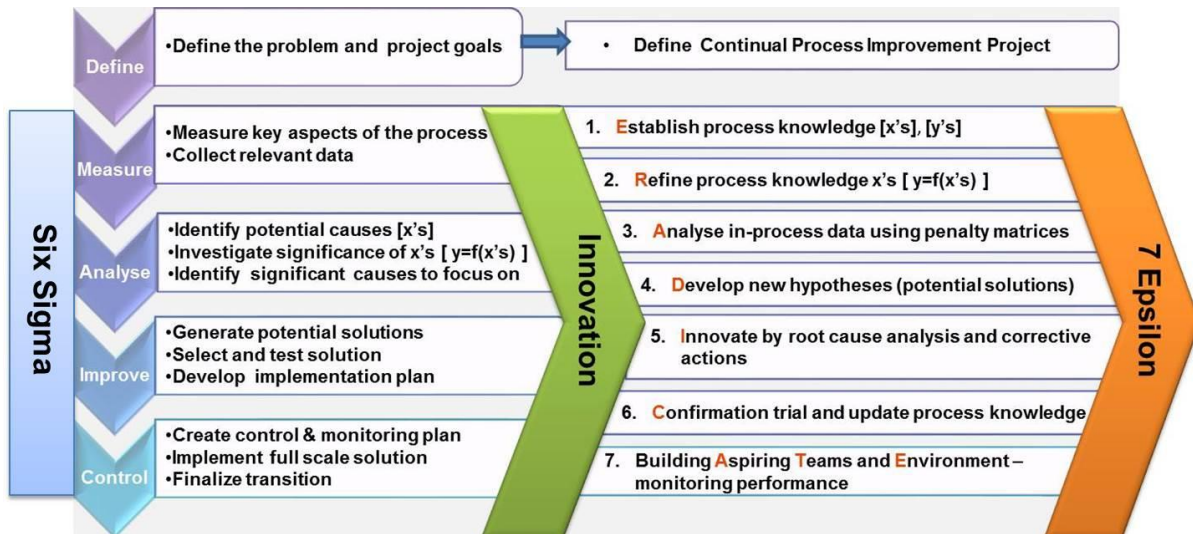 Six Sigma
Define
•Define the problem and project goals
• Define Continual Process Improvement Project
Measure
•Measure key aspects of the process
•Collect relevant data
Analyse
•Identify potential causes [x's]
•Investigate significance of x's [ y=f(x's) ]
•Identify significant causes to focus on
Improve
•Generate potential solutions
•Select and test solution
•Develop implementation plan
Control
•Create control & monitoring plan
•Implement full scale solution
•Finalize transition
Innovation
1. Establish process knowledge [x's], [y's]
2. Refine process knowledge x's [ y=f(x's) ]
3. Analyse in-process data using penalty matrices
4. Develop new hypotheses (potential solutions)
5. Innovate by root cause analysis and corrective
actions
6. Confirmation trial and update process knowledge
7. Building Aspiring Teams and Environment –
monitoring performance
7 Epsilon